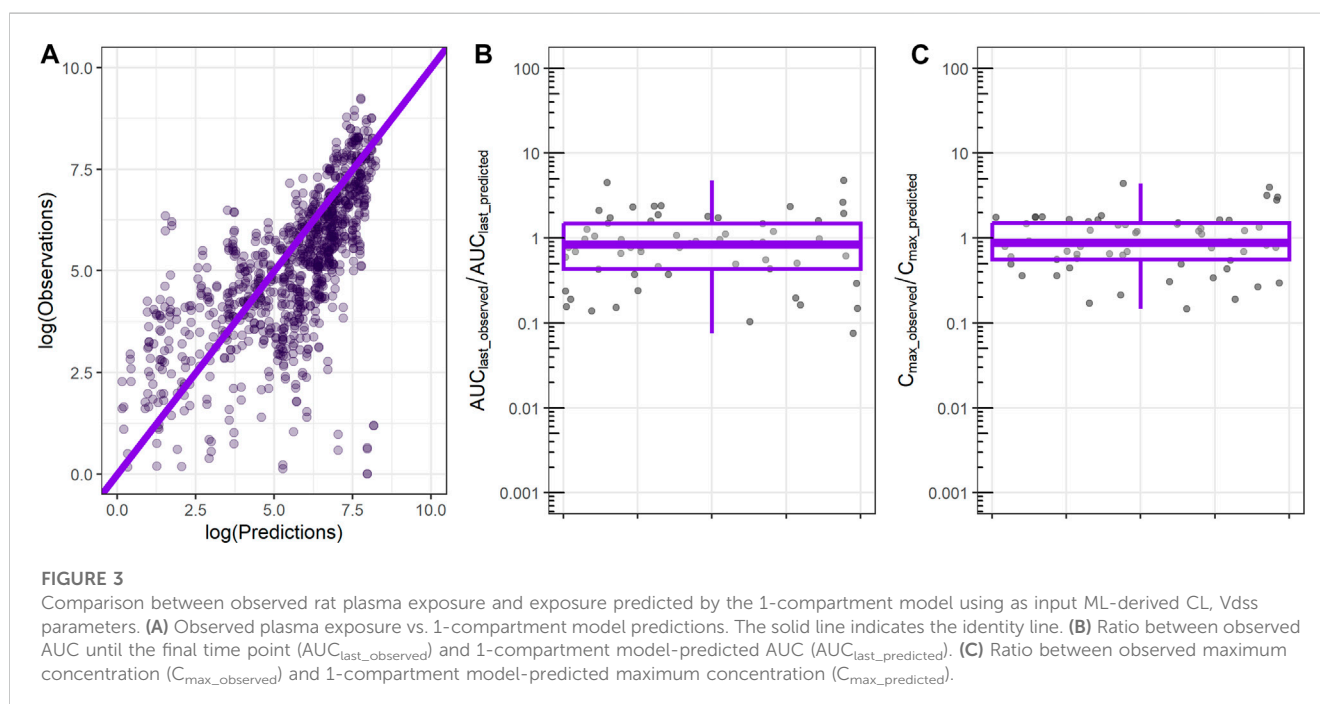 A
10.0
7.5
5.0
2.5
0.0
log(Observations)
0.0 2.5 5.0 7.5 10.0
log(Predictions)
B
100
10
1
0.1
0.01
0.001
AUClast_observed/AUClast_predicted
C
100
10
1
0.1
0.01
0.001
Cmax_observed/Cmax_predicted
FIGURE 3
Comparison between observed rat plasma exposure and exposure predicted by the 1-compartment model using as input ML-derived CL, Vdss
parameters. (A) Observed plasma exposure vs. 1-compartment model predictions. The solid line indicates the identity line. (B) Ratio between observed
AUC until the final time point (AUClast_observed) and 1-compartment model-predicted AUC (AUClast_predicted). (C) Ratio between observed maximum
concentration (Cmax_observed) and 1-compartment model-predicted maximum concentration (Cmax_predicted).